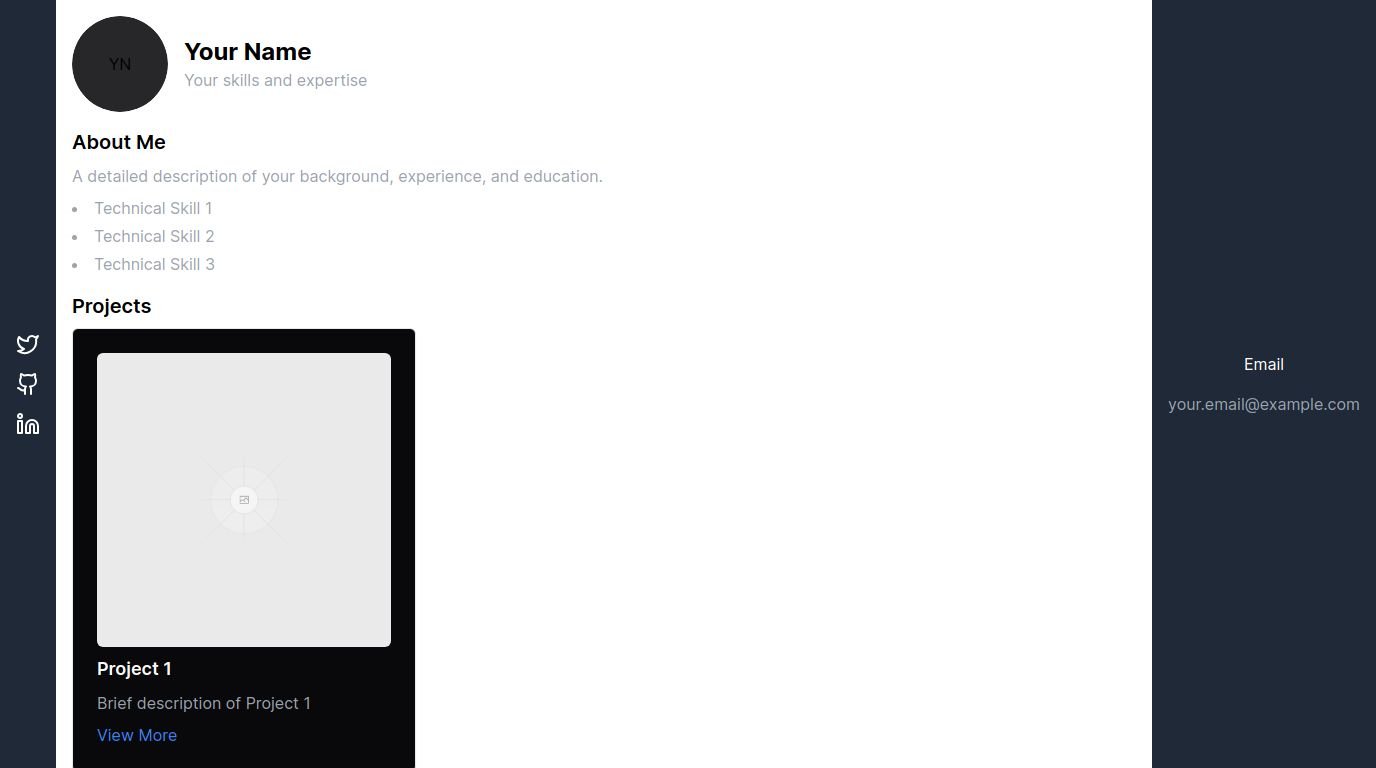 YN
Your Name
Your skills and expertise
About Me
A detailed description of your background, experience, and education.
Technical Skill 1
Technical Skill 2
Technical Skill 3
Projects
Project 1
Brief description of Project 1
View More
Email
your.email@example.com